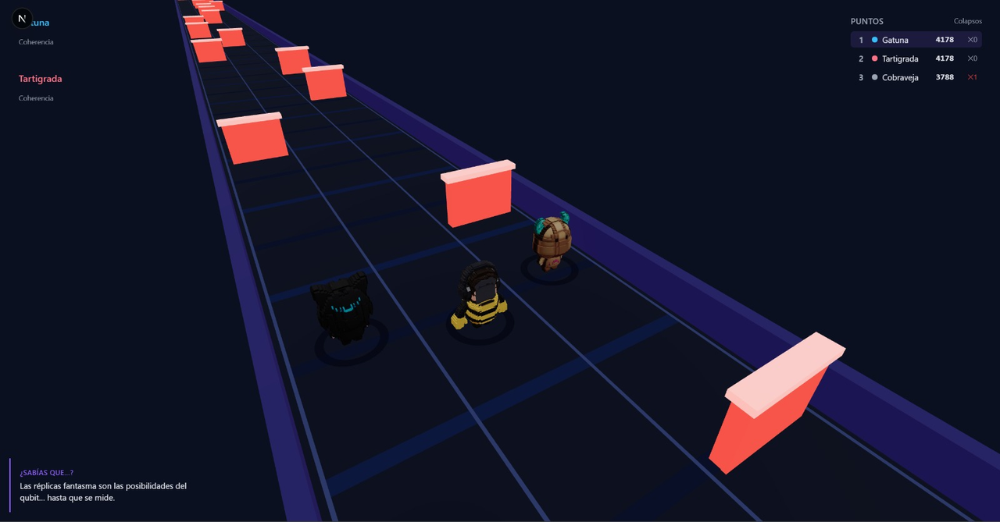 N
tuna
Coherencia
Tartigrada
Coherencia
PUNTOS Colapsos
1 Gatuna 4178 ×0
2 Tartigrada 4178 ×0
3 Cobraveja 3788 ×1
¿SABÍAS QUE...?
Las réplicas fantasma son las posibilidades del
qubit... hasta que se mide.